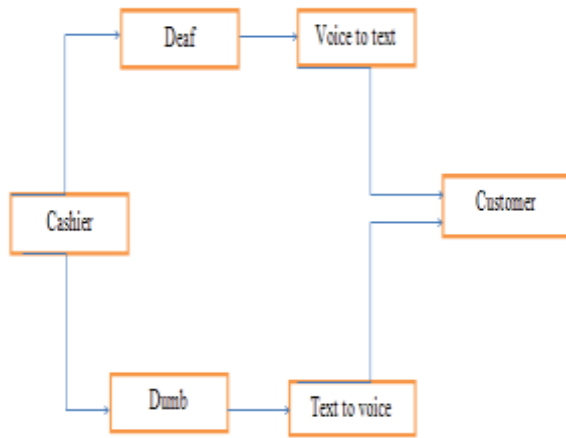 Deaf
Voice to text
Cashier
Customer
Dumb
Text to voice